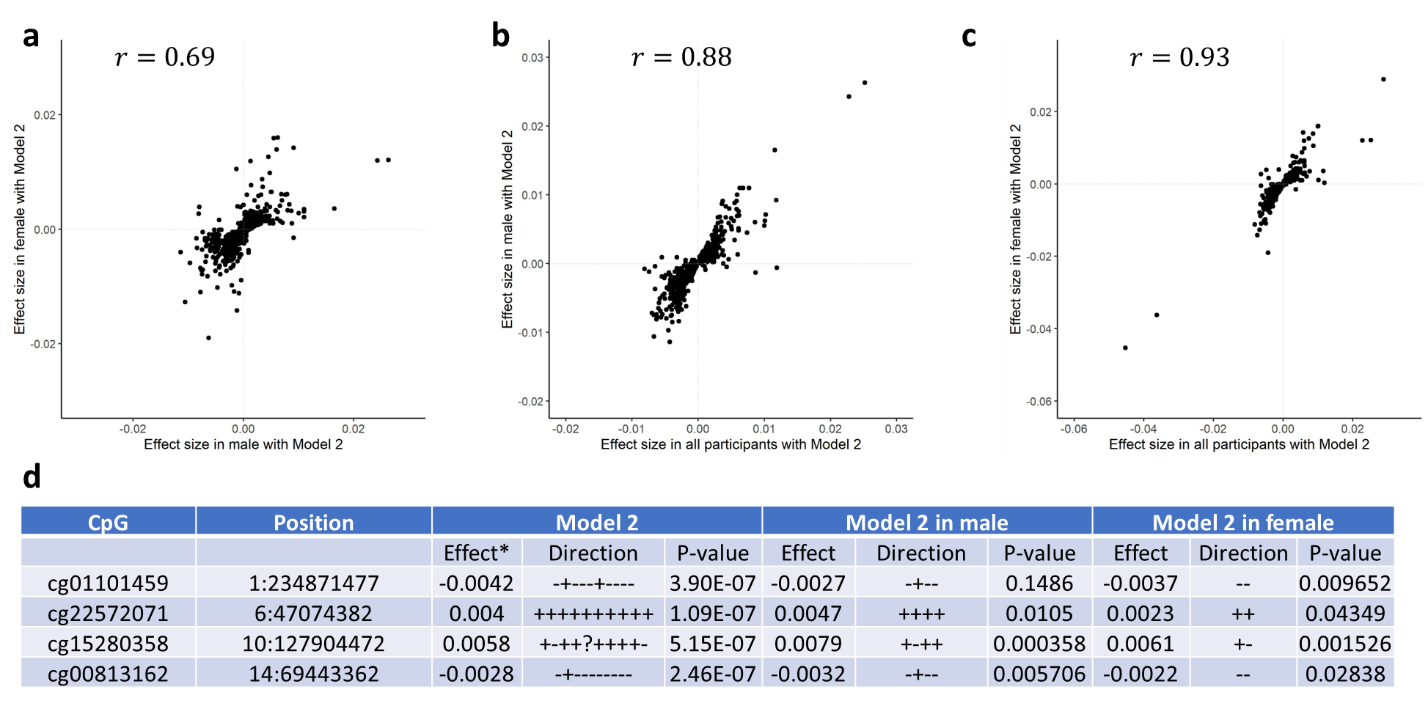 a
r = 0.69
Effect size in female with Model 2
0.02
0.00
-0.02
-0.02 0.00 0.02
Effect size in male with Model 2
b
r = 0.88
Effect size in male with Model 2
0.03
0.02
0.01
0.00
-0.01
-0.02
-0.02 -0.01 0.00 0.01 0.02 0.03
Effect size in all participants with Model 2
c
r = 0.93
Effect size in female with Model 2
0.02
0.00
-0.02
-0.04
-0.06
-0.06 -0.04 -0.02 0.00 0.02
Effect size in all participants with Model 2
d
CpG Position Model 2 Model 2 in male Model 2 in female
Effect* Direction P-value Effect Direction P-value Effect Direction P-value
cg01101459 1:234871477 -0.0042 -+---+---- 3.90E-07 -0.0027 -+-- 0.1486 -0.0037 -- 0.009652
cg22572071 6:47074382 0.004 ++++++++++ 1.09E-07 0.0047 ++++ 0.0105 0.0023 ++ 0.04349
cg15280358 10:127904472 0.0058 +-++?++++- 5.15E-07 0.0079 +-++ 0.000358 0.0061 +- 0.001526
cg00813162 14:69443362 -0.0028 -+-------- 2.46E-07 -0.0032 -+-- 0.005706 -0.0022 -- 0.02838